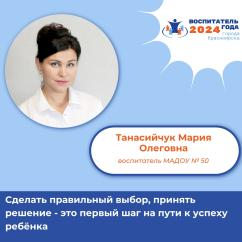 ВОСПИТАТЕЛЬ
2024 ГОДА
города
Красноярска
Танасийчук Мария
Олеговна
воспитатель МАДОУ № 50
Сделать правильный выбор, принять
решение - это первый шаг на пути к успеху
ребёнка